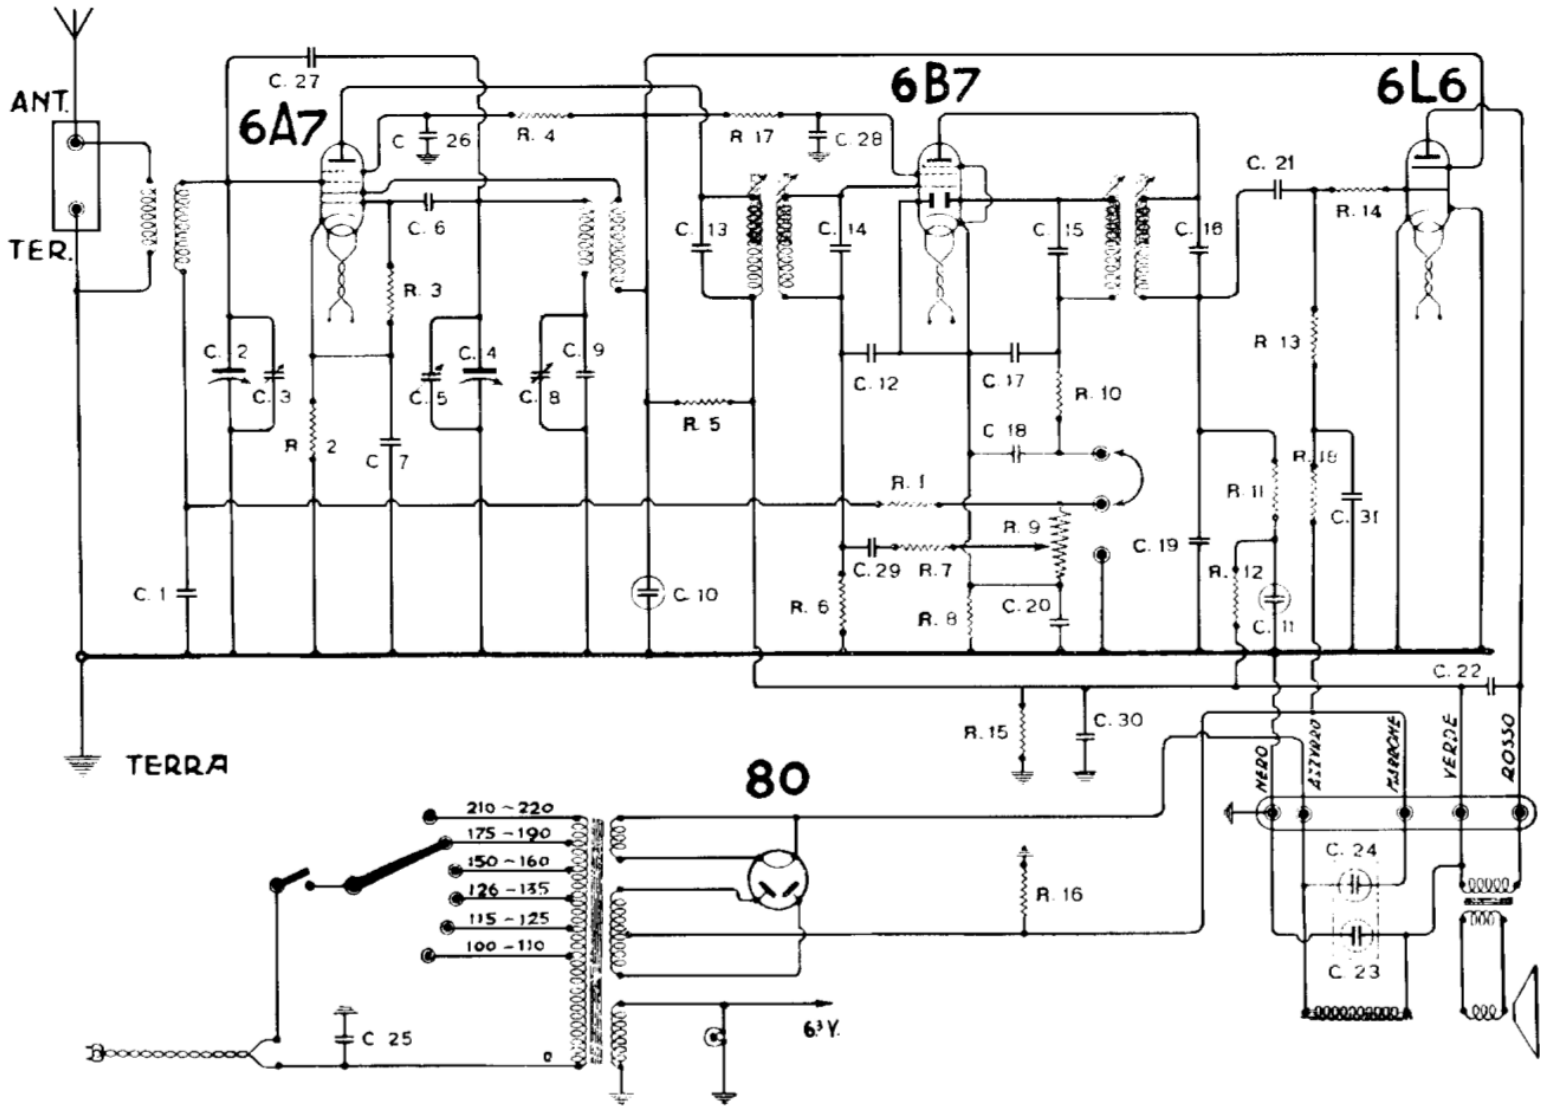 ANT.
TER.
C. 27
6A7
C 26
R. 4
R. 17
C. 28
6B7
6L6
C. 6
C. 13
C. 14
C. 15
C. 16
C. 21
R. 14
R. 3
C. 2
C. 3
C. 5
C. 4
C. 8
C. 9
R 2
C 7
R. 5
C. 12
C. 17
R. 10
R. 13
C 18
R. 18
R. 1
R. 9
R. 11
C. 31
C. 1
C. 10
C. 29
R. 7
C. 19
R. 12
R. 6
R. 8
C. 20
C. 11
C. 22
R. 15
C. 30
TERRA
80
NERO
AZZURRO
MARRONE
VERDE
ROSSO
210 ~ 220
175 - 190
150 - 160
126 - 135
115 - 125
100 - 110
R. 16
C. 24
C. 23
C 25
0
6.3 V.